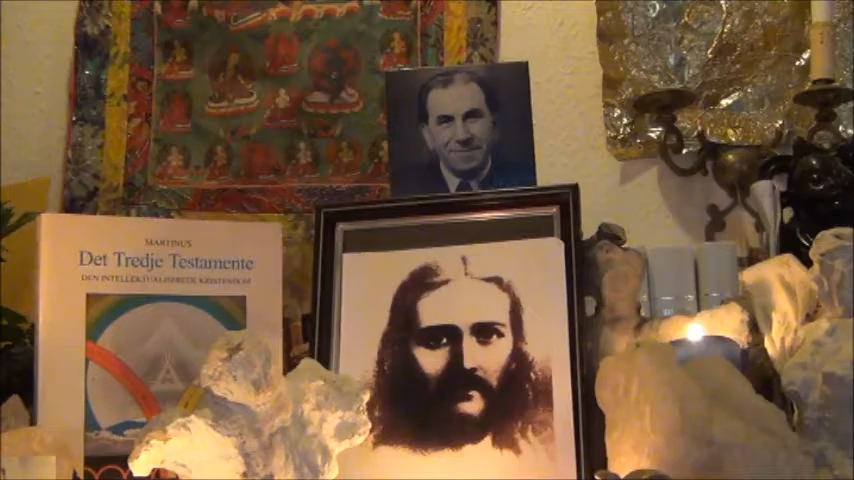 MARTINUS
Det Tredje Testamente
DEN INTELLEKTUALISEREDE KRISTENDOM